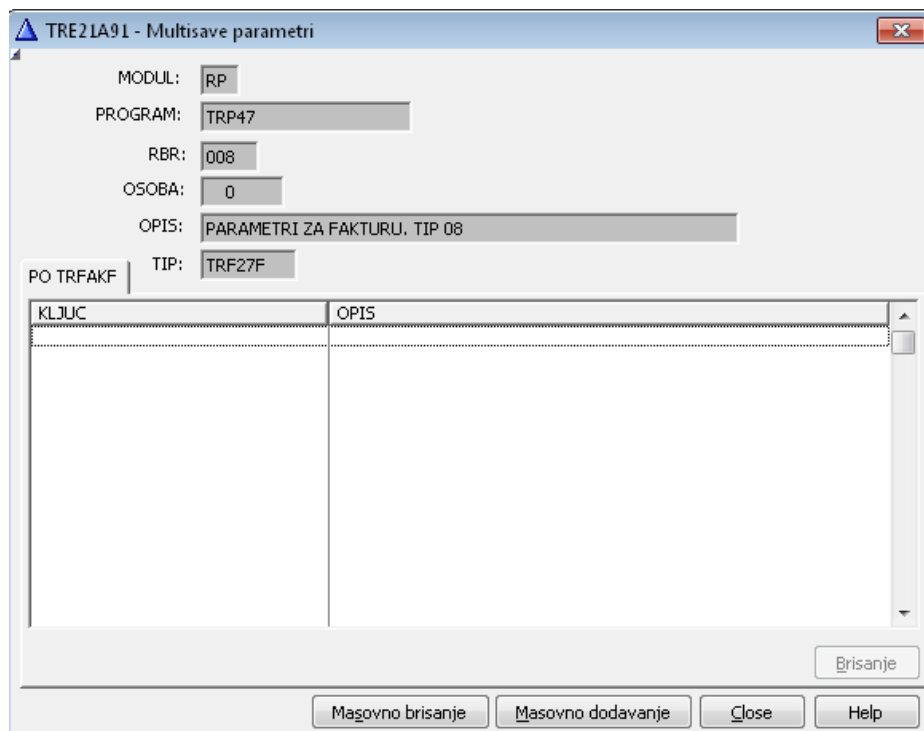 TRE21A91 - Multisave parametri
MODUL: RP
PROGRAM: TRP47
RBR: 008
OSOBA: 0
OPIS: PARAMETRI ZA FAKTURU. TIP 08
TIP: TRF27F
PO TRFAKF
KLJUC OPIS
Brisanje
Masovno brisanje Masovno dodavanje Close Help